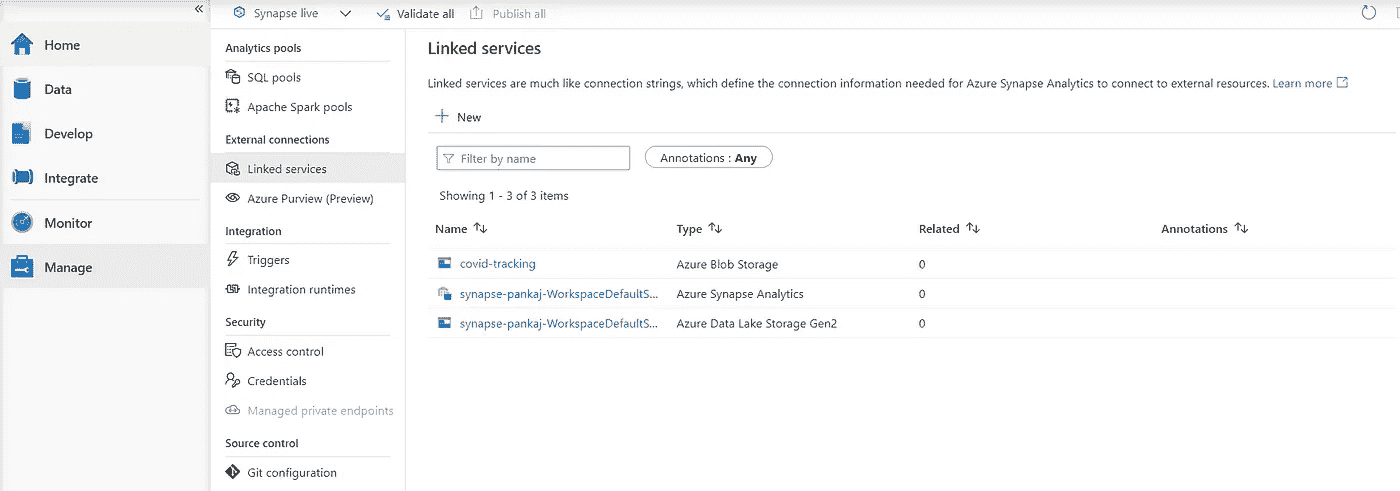 «
Synapse live
Validate all
Publish all
Home
Data
Develop
Integrate
Monitor
Manage
Analytics pools
SQL pools
Apache Spark pools
External connections
Linked services
Azure Purview (Preview)
Integration
Triggers
Integration runtimes
Security
Access control
Credentials
Managed private endpoints
Source control
Git configuration
Linked services
Linked services are much like connection strings, which define the connection information needed for Azure Synapse Analytics to connect to external resources. Learn more
+ New
Filter by name
Annotations : Any
Showing 1 - 3 of 3 items
Name Type Related Annotations
covid-tracking Azure Blob Storage 0
synapse-pankaj-WorkspaceDefaultS... Azure Synapse Analytics 0
synapse-pankaj-WorkspaceDefaultS... Azure Data Lake Storage Gen2 0